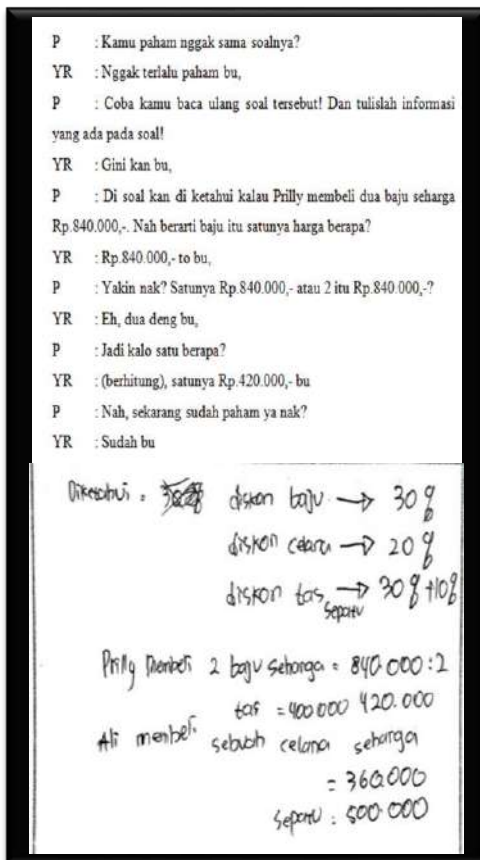 P : Kamu paham nggak sama soalnya?
YR : Nggak terlalu paham bu,
P : Coba kamu baca ulang soal tersebut! Dan tulislah informasi
yang ada pada soal!
YR : Gini kan bu,
P : Di soal kan di ketahui kalau Prilly membeli dua baju seharga
Rp.840.000,-. Nah berarti baju itu satunya harga berapa?
YR : Rp.840.000,- to bu,
P : Yakin nak? Satunya Rp.840.000,- atau 2 itu Rp.840.000,-?
YR : Eh, dua deng bu,
P : Jadi kalo satu berapa?
YR : (berhitung), satunya Rp.420.000,- bu
P : Nah, sekarang sudah paham ya nak?
YR : Sudah bu
Diketahui = diskon baju → 30 %
diskon celana → 20 %
diskon tas → 30 % + 10 %
sepatu
Prilly membeli 2 baju seharga = 840.000 : 2
tas = 400 000 420.000
Ali membeli sebuah celana seharga
= 360.000
sepatu = 500.000